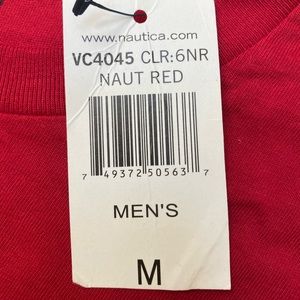 www.nautica.com
VC4045 CLR:6NR
NAUT RED
7 49372 50563 7
MEN'S
M